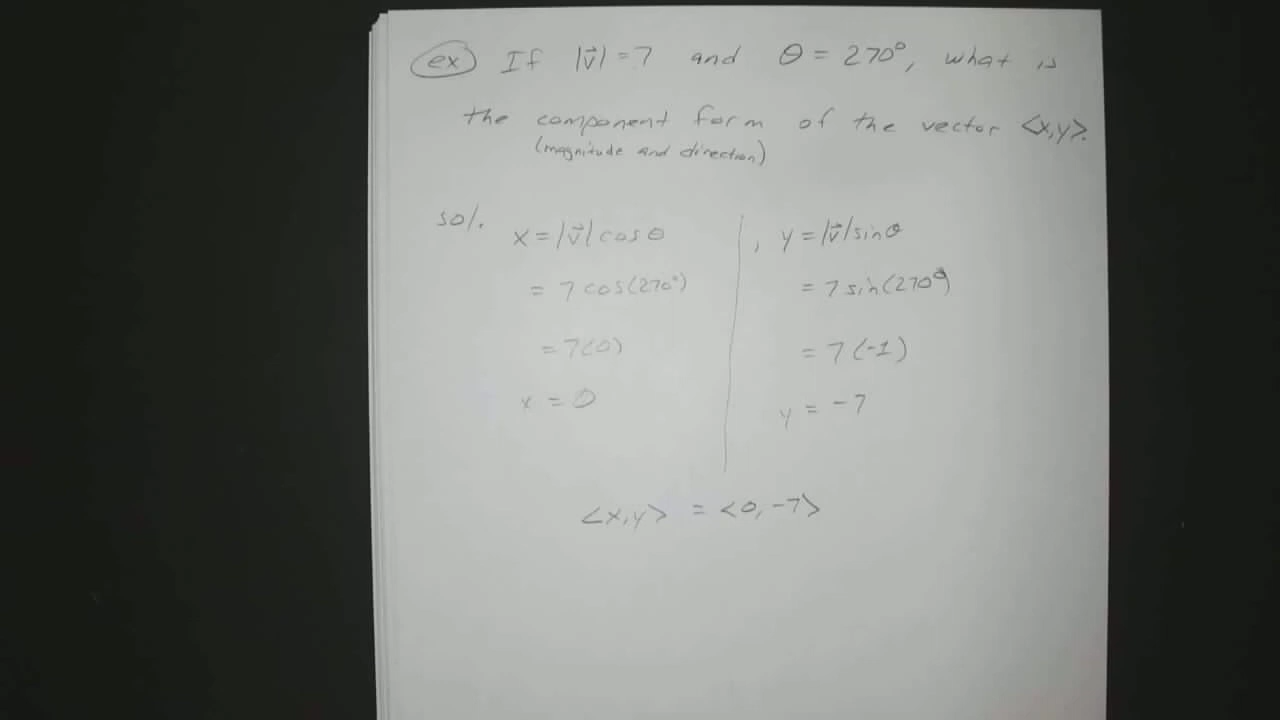 ex If |v⃗| = 7 and θ = 270°, what is
the component form of the vector <x,y>.
(magnitude and direction)
sol. x = |v⃗| cos θ , y = |v⃗| sin θ
= 7 cos(270°) = 7 sin(270°)
= 7(0) = 7(-1)
x = 0 y = -7
<x,y> = <0,-7>